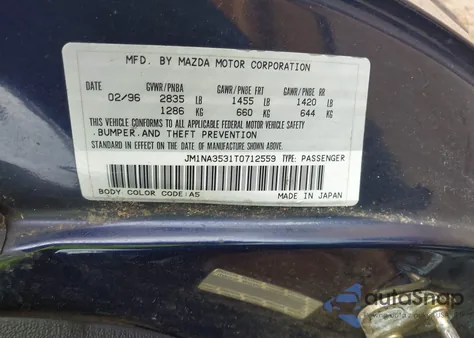 MFD. BY MAZDA MOTOR CORPORATION
DATE GVWR/PNBA GAWR/PNBE FRT GAWR/PNBE RR
02/96 2835 LB 1455 LB 1420 LB
1286 KG 660 KG 644 KG
THIS VEHICLE CONFORMS TO ALL APPLICABLE FEDERAL MOTOR VEHICLE SAFETY
, BUMPER, AND THEFT PREVENTION
STANDARD IN EFFECT ON THE DATE OF MANUFACTURE SHOWN ABOVE.
JM1NA3531T0712559 TYPE: PASSENGER
BODY COLOR CODE: A5 MADE IN JAPAN
autoSnap